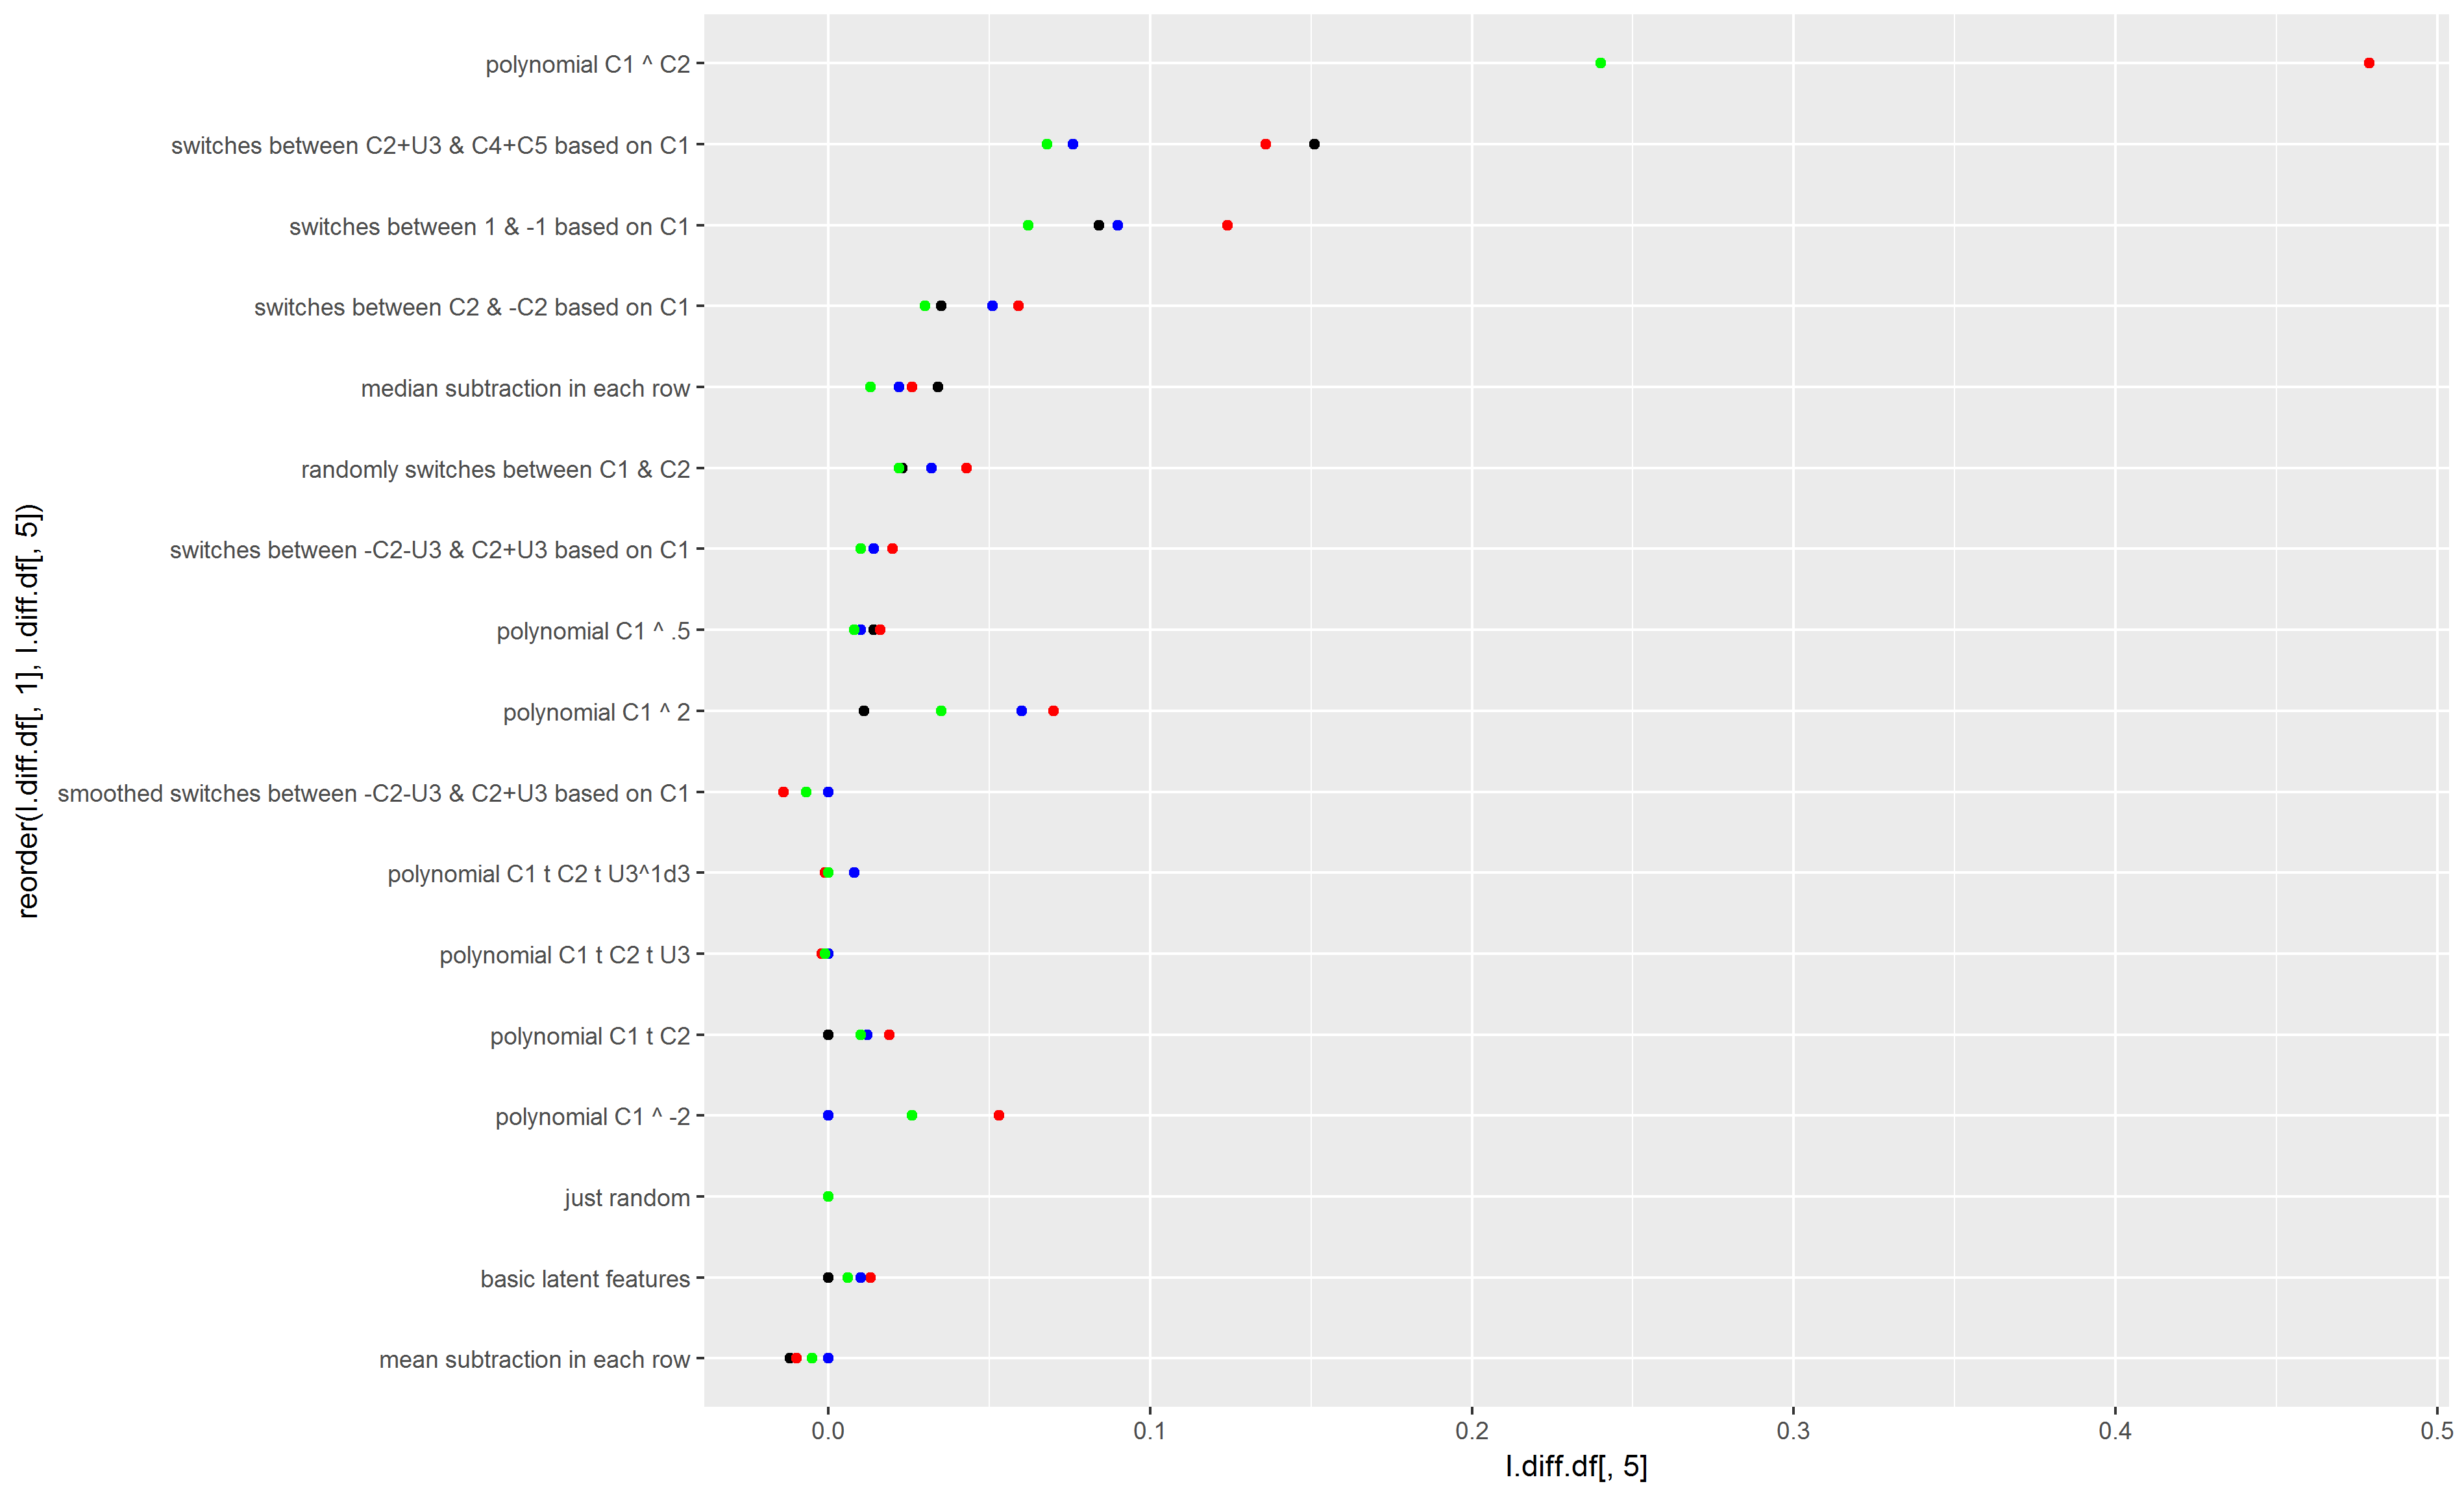 polynomial C1 ^ C2
switches between C2+U3 & C4+C5 based on C1
switches between 1 & -1 based on C1
switches between C2 & -C2 based on C1
median subtraction in each row
randomly switches between C1 & C2
switches between -C2-U3 & C2+U3 based on C1
polynomial C1 ^ .5
polynomial C1 ^ 2
smoothed switches between -C2-U3 & C2+U3 based on C1
polynomial C1 t C2 t U3^1d3
polynomial C1 t C2 t U3
polynomial C1 t C2
polynomial C1 ^ -2
just random
basic latent features
mean subtraction in each row
reorder(l.diff.df[, 1], l.diff.df[, 5])
0.0 0.1 0.2 0.3 0.4 0.5
l.diff.df[, 5]